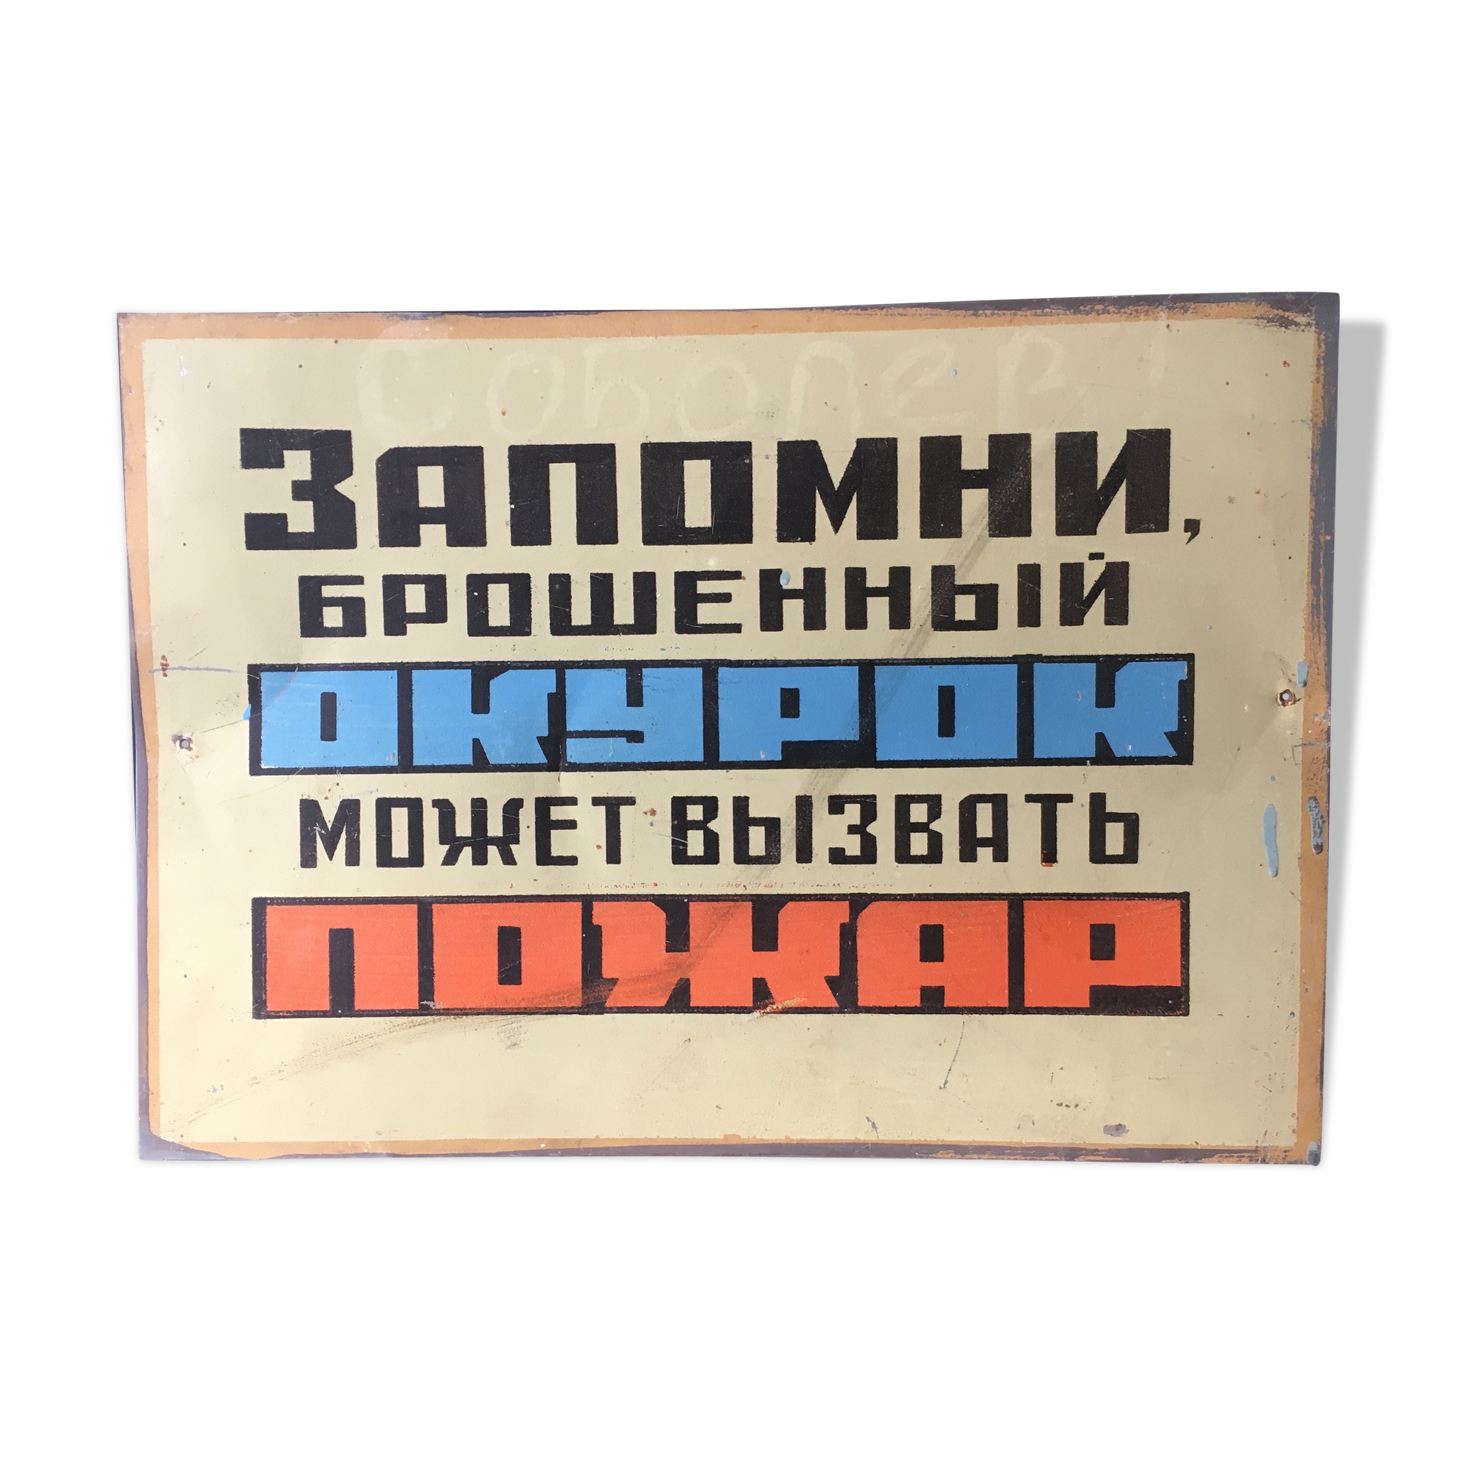 Запомни,
брошенный
ОКУРОК
может вызвать
ПОЖАР